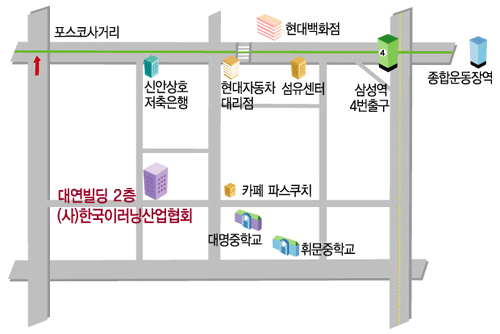 현대백화점
포스코사거리
4
종합운동장역
신안상호
저축은행
현대자동차
대리점
섬유센터
삼성역
4번출구
대연빌딩 2층
(사)한국이러닝산업협회
카페 파스쿠치
대명중학교
휘문중학교